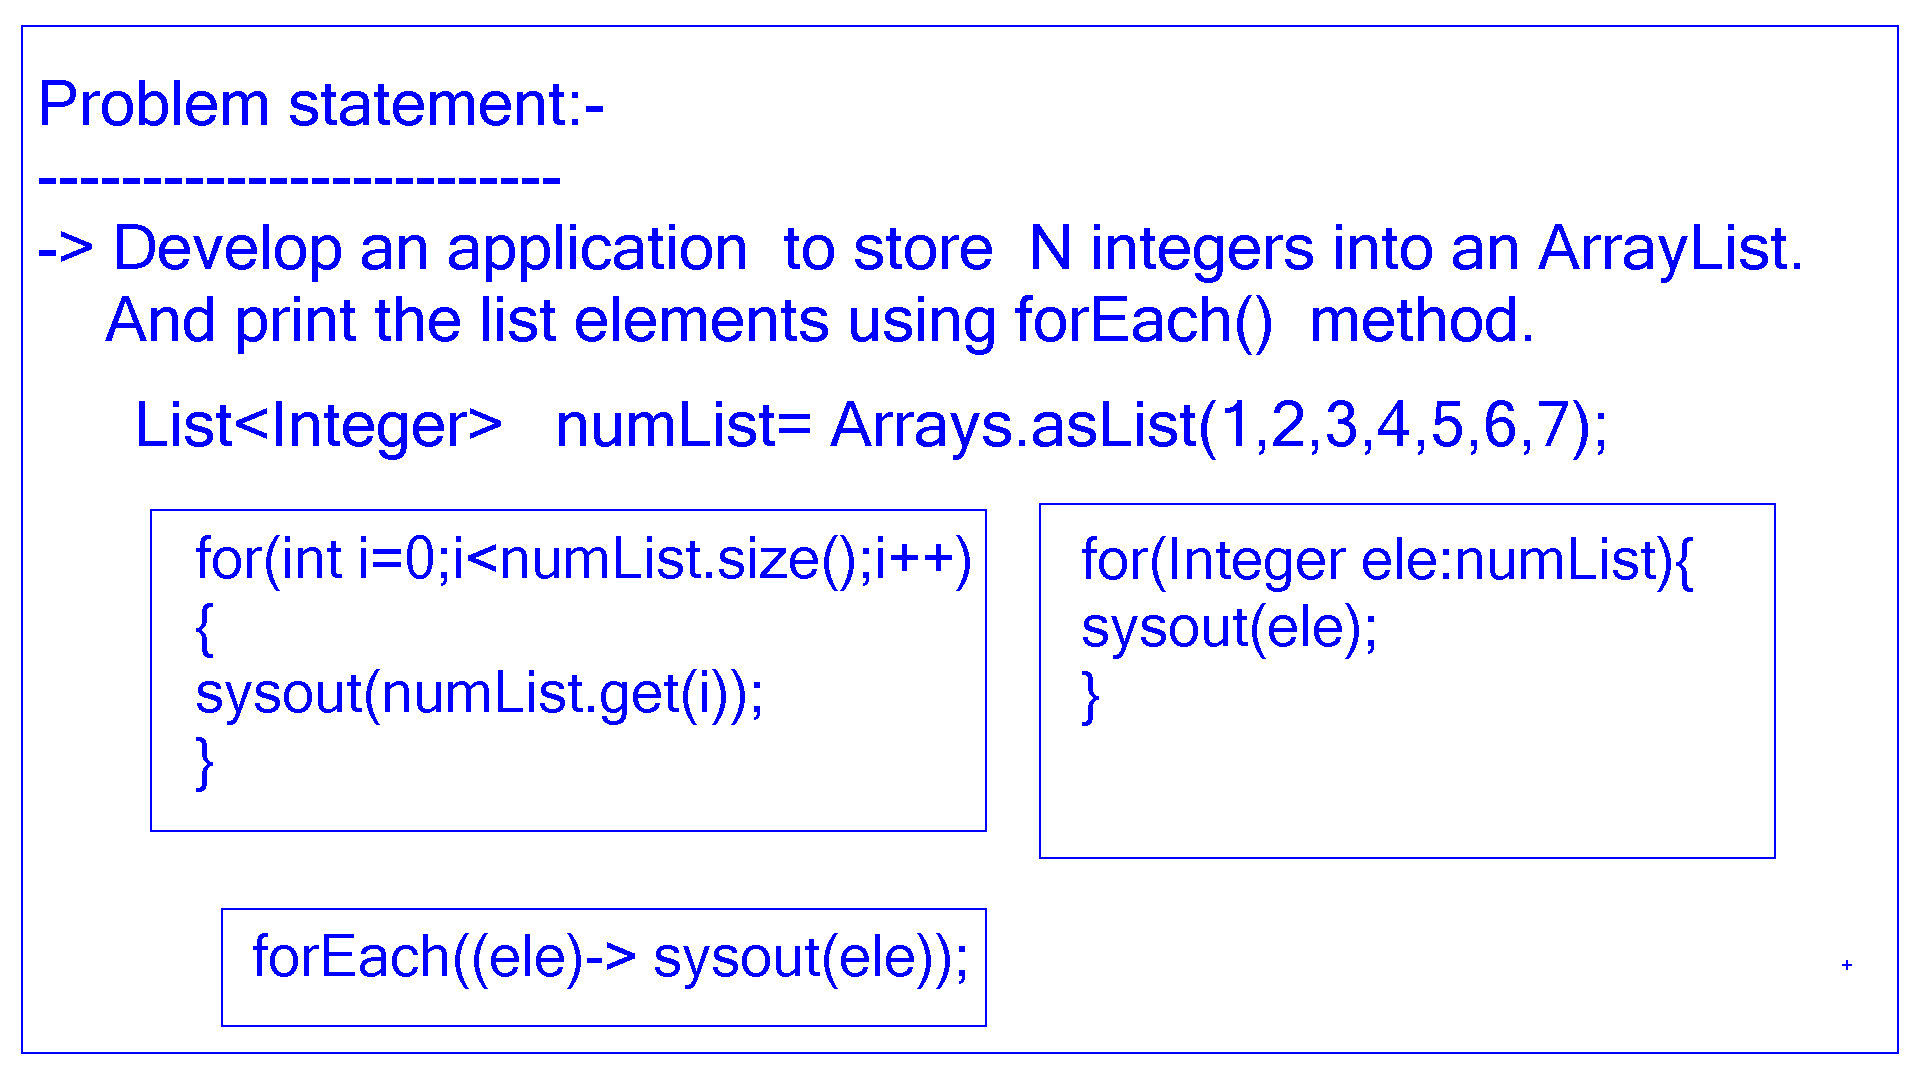 Problem statement:-
-------------------------
-> Develop an application  to store  N integers into an ArrayList.
And print the list elements using forEach()  method.
List<Integer>   numList= Arrays.asList(1,2,3,4,5,6,7);
for(int i=0;i<numList.size();i++)
{
sysout(numList.get(i));
}
for(Integer ele:numList){
sysout(ele);
}
forEach((ele)-> sysout(ele));